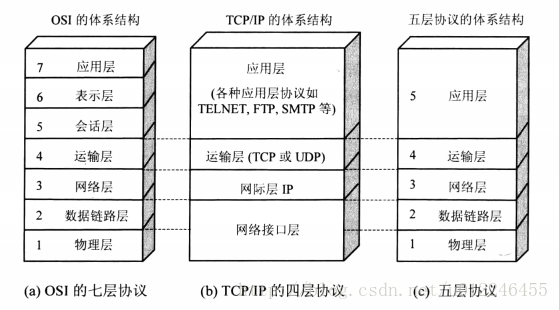 OSI 的体系结构
7 应用层
6 表示层
5 会话层
4 运输层
3 网络层
2 数据链路层
1 物理层
(a) OSI 的七层协议
TCP/IP 的体系结构
应用层
(各种应用层协议如
TELNET, FTP, SMTP 等)
运输层 (TCP 或 UDP)
网际层 IP
网络接口层
(b) TCP/IP 的四层协议
五层协议的体系结构
5 应用层
4 运输层
3 网络层
2 数据链路层
1 物理层
(c) 五层协议